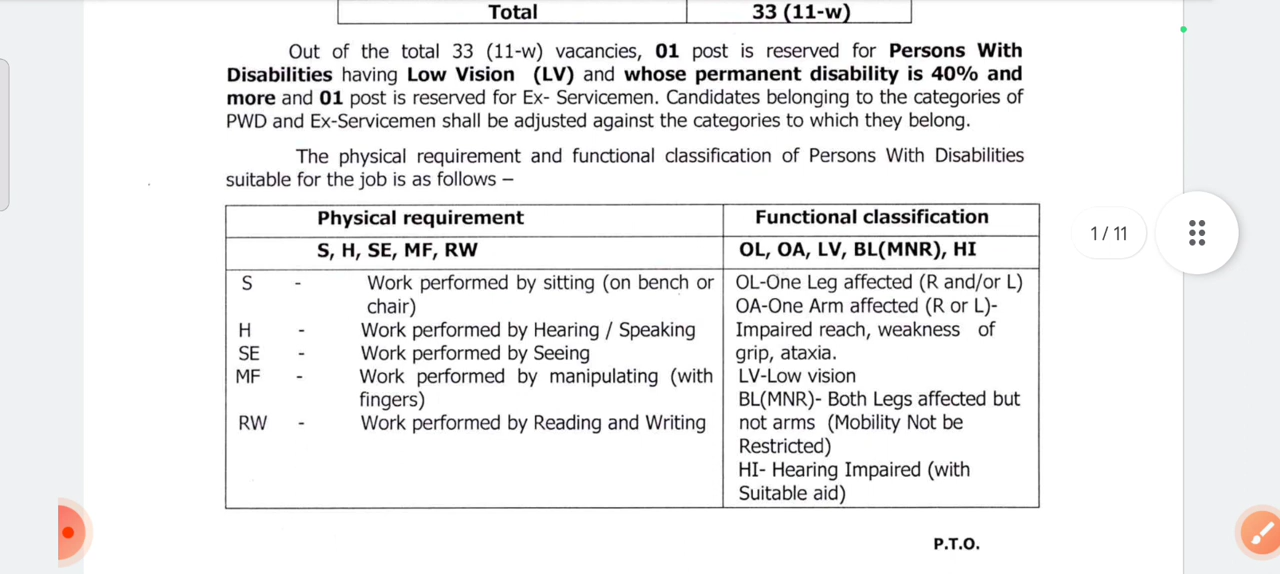 Total 33 (11-w)
Out of the total 33 (11-w) vacancies, 01 post is reserved for Persons With
Disabilities having Low Vision (LV) and whose permanent disability is 40% and
more and 01 post is reserved for Ex- Servicemen. Candidates belonging to the categories of
PWD and Ex-Servicemen shall be adjusted against the categories to which they belong.
The physical requirement and functional classification of Persons With Disabilities
suitable for the job is as follows –
Physical requirement Functional classification
S, H, SE, MF, RW OL, OA, LV, BL(MNR), HI
S - Work performed by sitting (on bench or
chair)
H - Work performed by Hearing / Speaking
SE - Work performed by Seeing
MF - Work performed by manipulating (with
fingers)
RW - Work performed by Reading and Writing
OL-One Leg affected (R and/or L)
OA-One Arm affected (R or L)-
Impaired reach, weakness of
grip, ataxia.
LV-Low vision
BL(MNR)- Both Legs affected but
not arms (Mobility Not be
Restricted)
HI- Hearing Impaired (with
Suitable aid)
P.T.O.
1 / 11